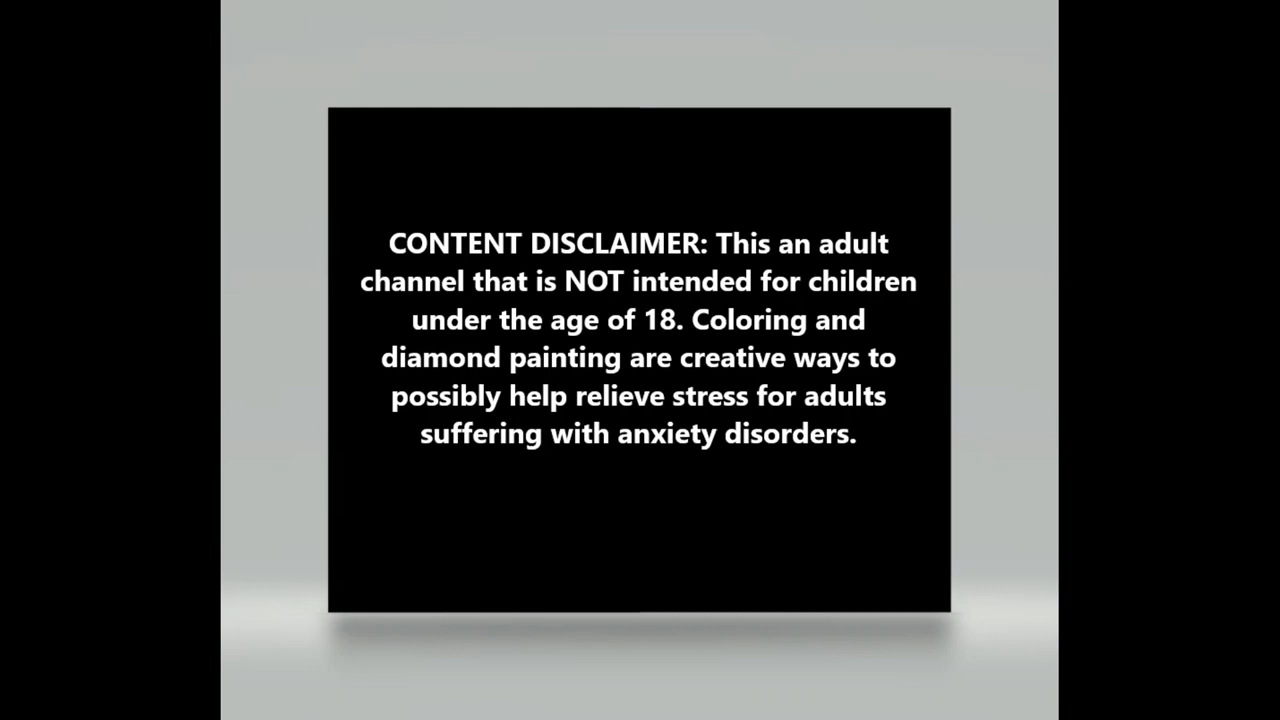 CONTENT DISCLAIMER: This an adult
channel that is NOT intended for children
under the age of 18. Coloring and
diamond painting are creative ways to
possibly help relieve stress for adults
suffering with anxiety disorders.